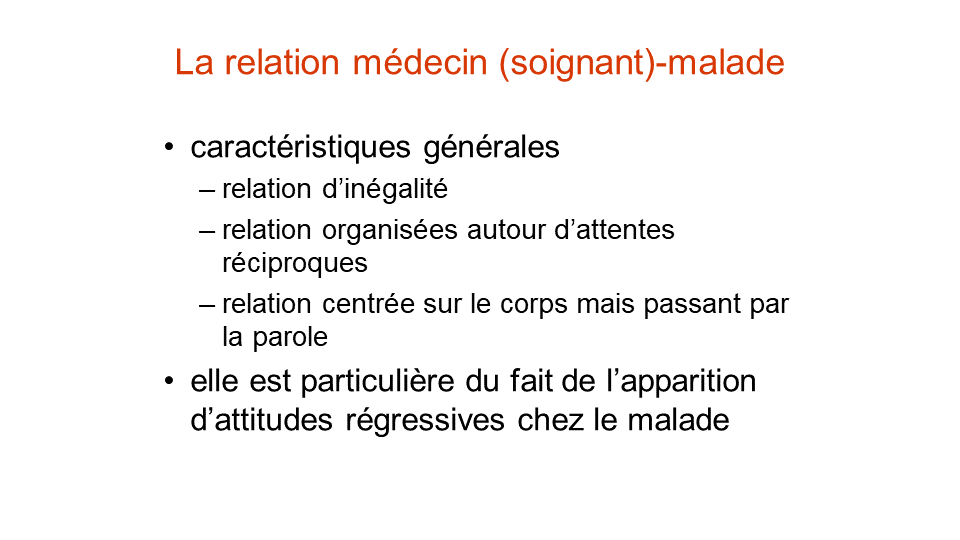 La relation médecin (soignant)-malade
• caractéristiques générales
– relation d’inégalité
– relation organisées autour d’attentes
réciproques
– relation centrée sur le corps mais passant par
la parole
• elle est particulière du fait de l’apparition
d’attitudes régressives chez le malade